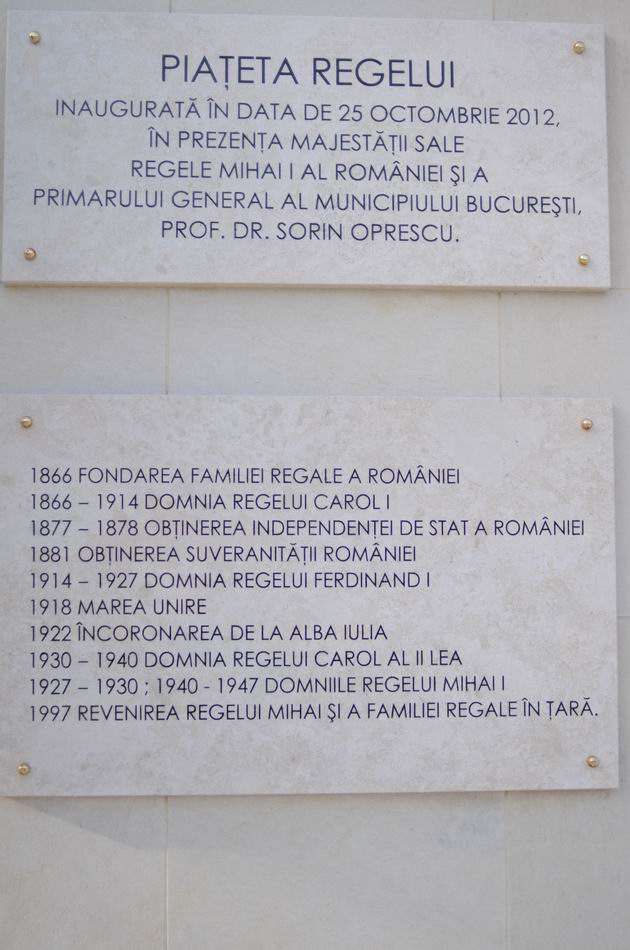 PIAȚETA REGELUI
INAUGURATĂ ÎN DATA DE 25 OCTOMBRIE 2012,
ÎN PREZENȚA MAJESTĂȚII SALE
REGELE MIHAI I AL ROMÂNIEI ŞI A
PRIMARULUI GENERAL AL MUNICIPIULUI BUCUREŞTI,
PROF. DR. SORIN OPRESCU.
1866 FONDAREA FAMILIEI REGALE A ROMÂNIEI
1866 – 1914 DOMNIA REGELUI CAROL I
1877 – 1878 OBȚINEREA INDEPENDENȚEI DE STAT A ROMÂNIEI
1881 OBȚINEREA SUVERANITĂȚII ROMÂNIEI
1914 – 1927 DOMNIA REGELUI FERDINAND I
1918 MAREA UNIRE
1922 ÎNCORONAREA DE LA ALBA IULIA
1930 – 1940 DOMNIA REGELUI CAROL AL II LEA
1927 – 1930 ; 1940 - 1947 DOMNIILE REGELUI MIHAI I
1997 REVENIREA REGELUI MIHAI ŞI A FAMILIEI REGALE ÎN ȚARĂ.